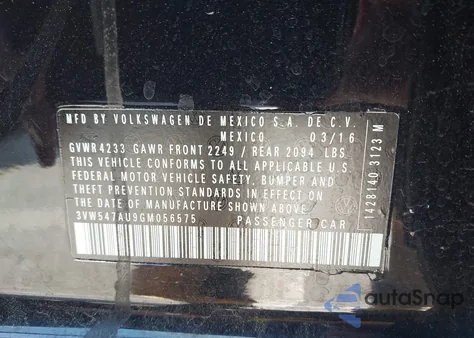 MFD BY VOLKSWAGEN DE MEXICO S.A. DE C.V.
MEXICO 03/16
GVWR4233 GAWR FRONT 2249 / REAR 2094 LBS
THIS VEHICLE CONFORMS TO ALL APPLICABLE U.S.
FEDERAL MOTOR VEHICLE SAFETY, BUMPER, AND
THEFT PREVENTION STANDARDS IN EFFECT ON
THE DATE OF MANUFACTURE SHOWN ABOVE.
3VW547AU9GM056575 PASSENGER CAR
1428140 3123 M
autoSnap